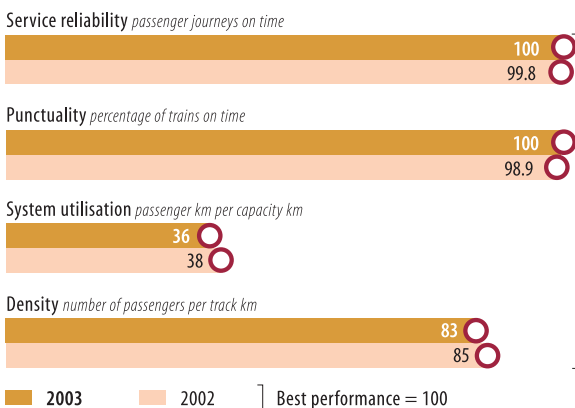 Service reliability passenger journeys on time
100
99.8
Punctuality percentage of trains on time
100
98.9
System utilisation passenger km per capacity km
36
38
Density number of passengers per track km
83
85
2003 2002 Best performance = 100